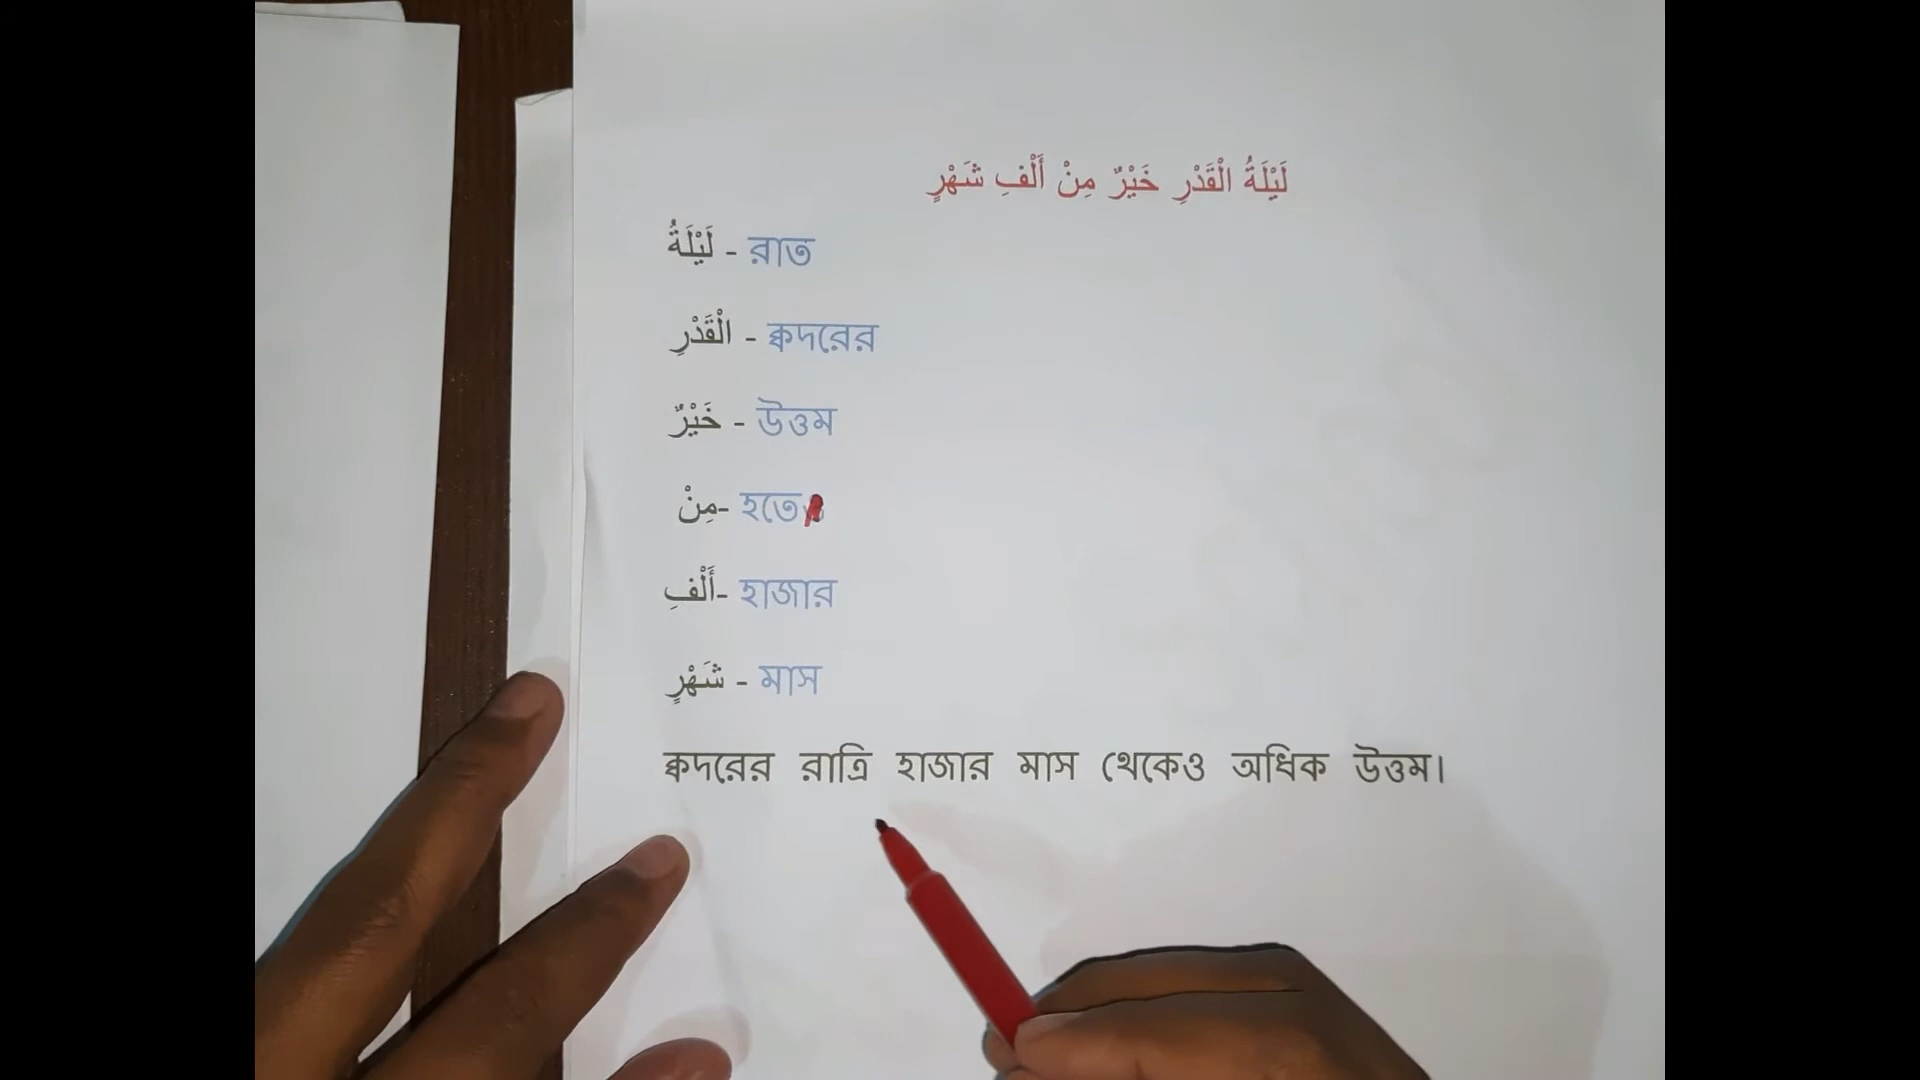 لَيْلَةُ الْقَدْرِ خَيْرٌ مِنْ أَلْفِ شَهْرٍ
لَيْلَةُ - রাত
الْقَدْرِ - ক্বদরের
خَيْرٌ - উত্তম
مِنْ -হতে
أَلْفِ -হাজার
شَهْرٍ - মাস
ক্বদরের রাত্রি হাজার মাস থেকেও অধিক উত্তম।